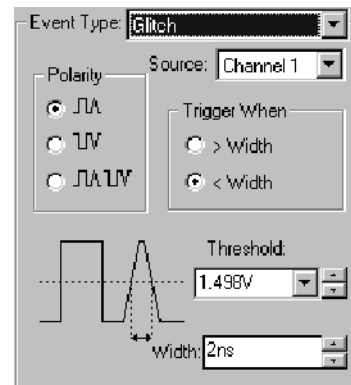 Event Type: Glitch
Source: Channel 1
Polarity
Trigger When
> Width
< Width
Threshold:
1.498V
Width: 2ns